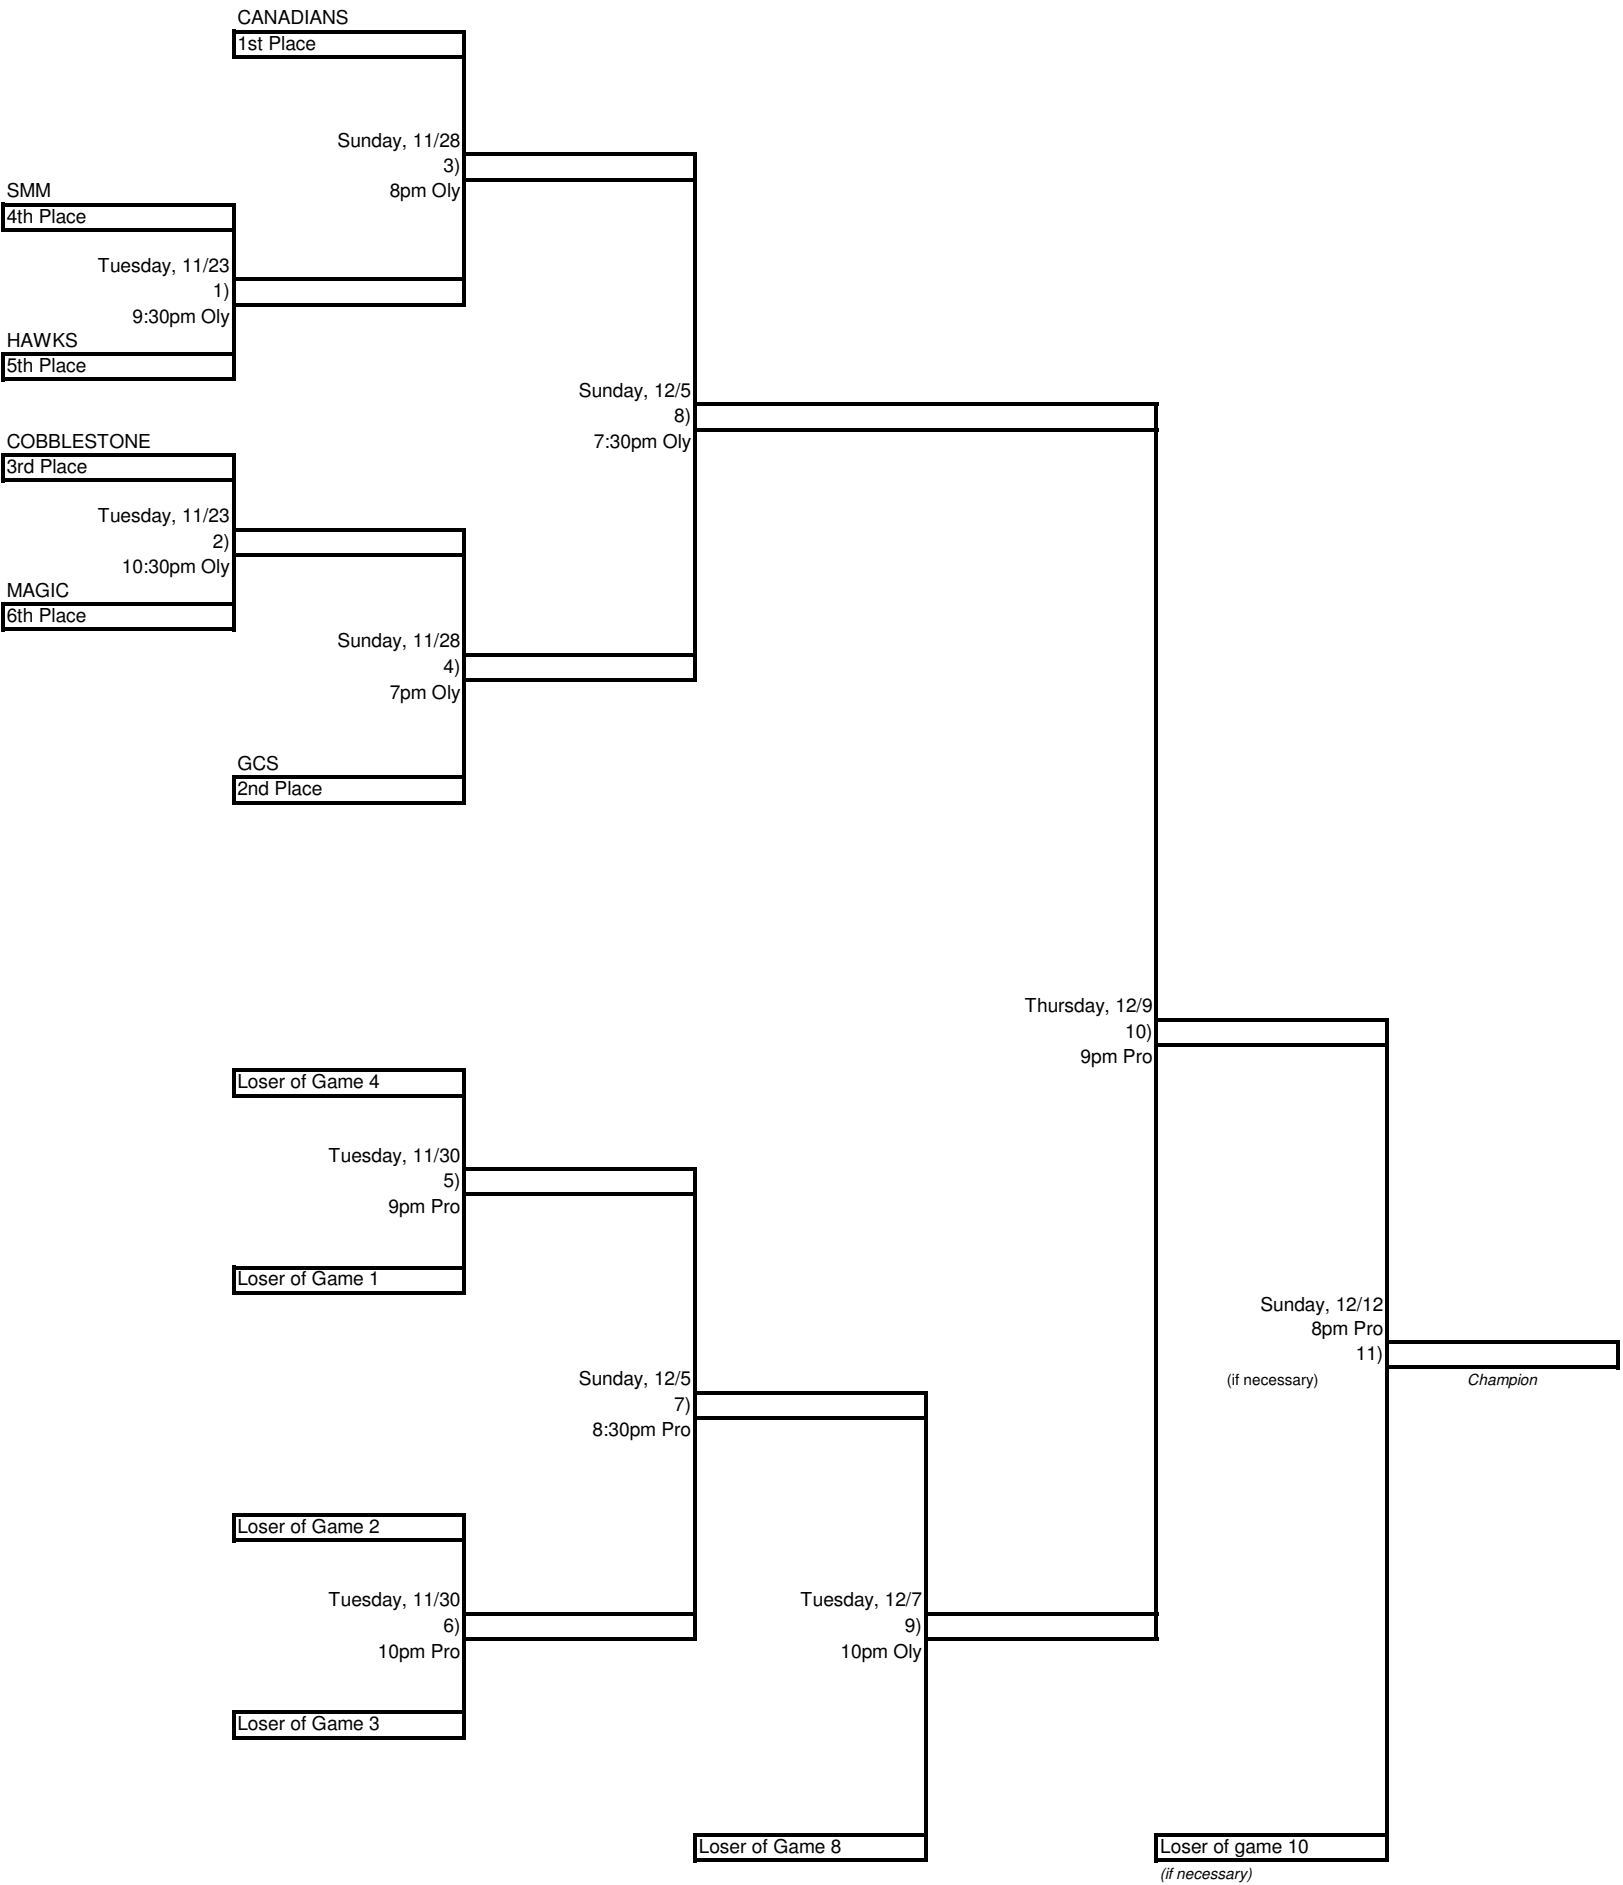 CANADIANS
1st Place
Sunday, 11/28
3)
8pm Oly
SMM
4th Place
Tuesday, 11/23
1)
9:30pm Oly
HAWKS
5th Place
Sunday, 12/5
8)
7:30pm Oly
COBBLESTONE
3rd Place
Tuesday, 11/23
2)
10:30pm Oly
MAGIC
6th Place
Sunday, 11/28
4)
7pm Oly
GCS
2nd Place
Thursday, 12/9
10)
9pm Pro
Loser of Game 4
Tuesday, 11/30
5)
9pm Pro
Loser of Game 1
Sunday, 12/12
8pm Pro
11)
(if necessary)
Champion
Sunday, 12/5
7)
8:30pm Pro
Loser of Game 2
Tuesday, 11/30
6)
10pm Pro
Tuesday, 12/7
9)
10pm Oly
Loser of Game 3
Loser of Game 8
Loser of game 10
(if necessary)